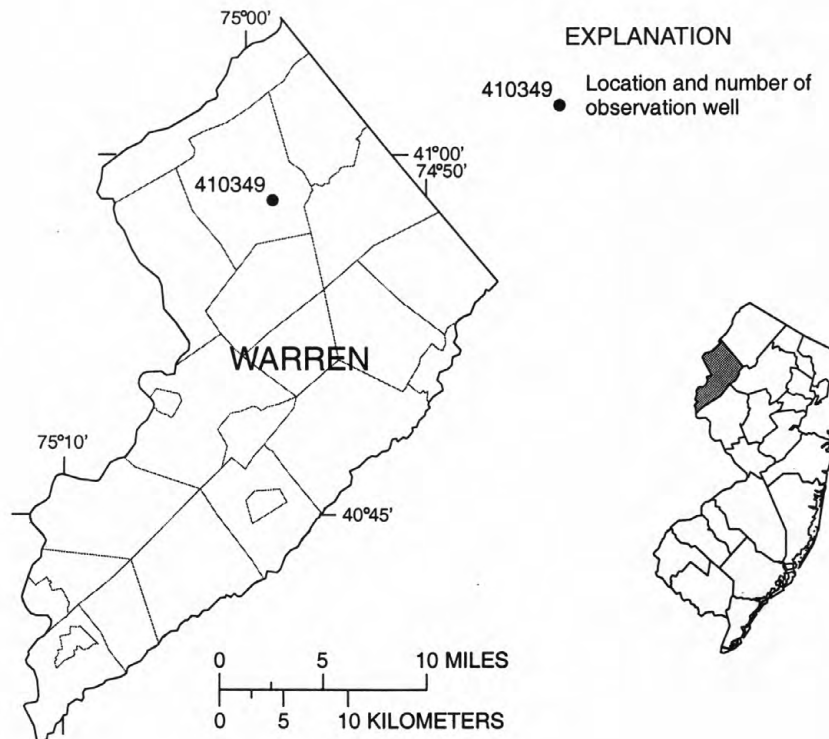 75°00'
EXPLANATION
410349 Location and number of
observation well
41°00'
74°50'
410349
WARREN
75°10'
40°45'
0 5 10 MILES
0 5 10 KILOMETERS